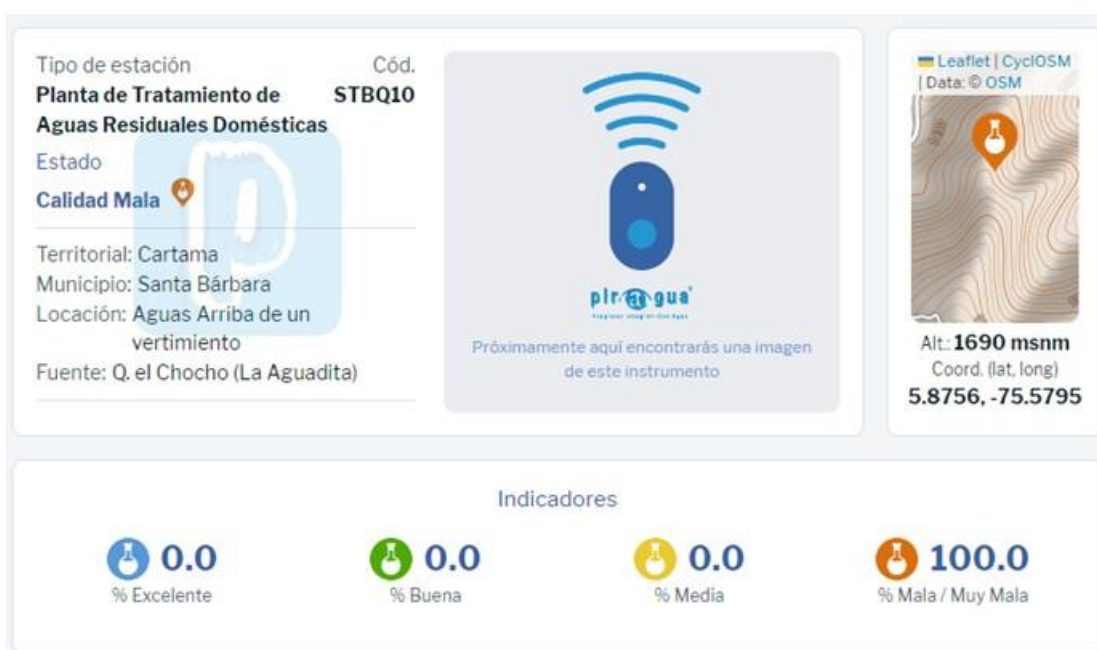 Tipo de estación Cód.
Planta de Tratamiento de STBQ10
Aguas Residuales Domésticas
Estado
Calidad Mala
Territorial: Cartama
Municipio: Santa Bárbara
Locación: Aguas Arriba de un
vertimiento
Fuente: Q. el Chocho (La Aguadita)
piragua
Próximamente aquí encontrarás una imagen
de este instrumento
Leaflet | CyclOSM
| Data: © OSM
Alt.: 1690 msnm
Coord. (lat, long)
5.8756, -75.5795
Indicadores
0.0 0.0 0.0 100.0
% Excelente % Buena % Media % Mala / Muy Mala